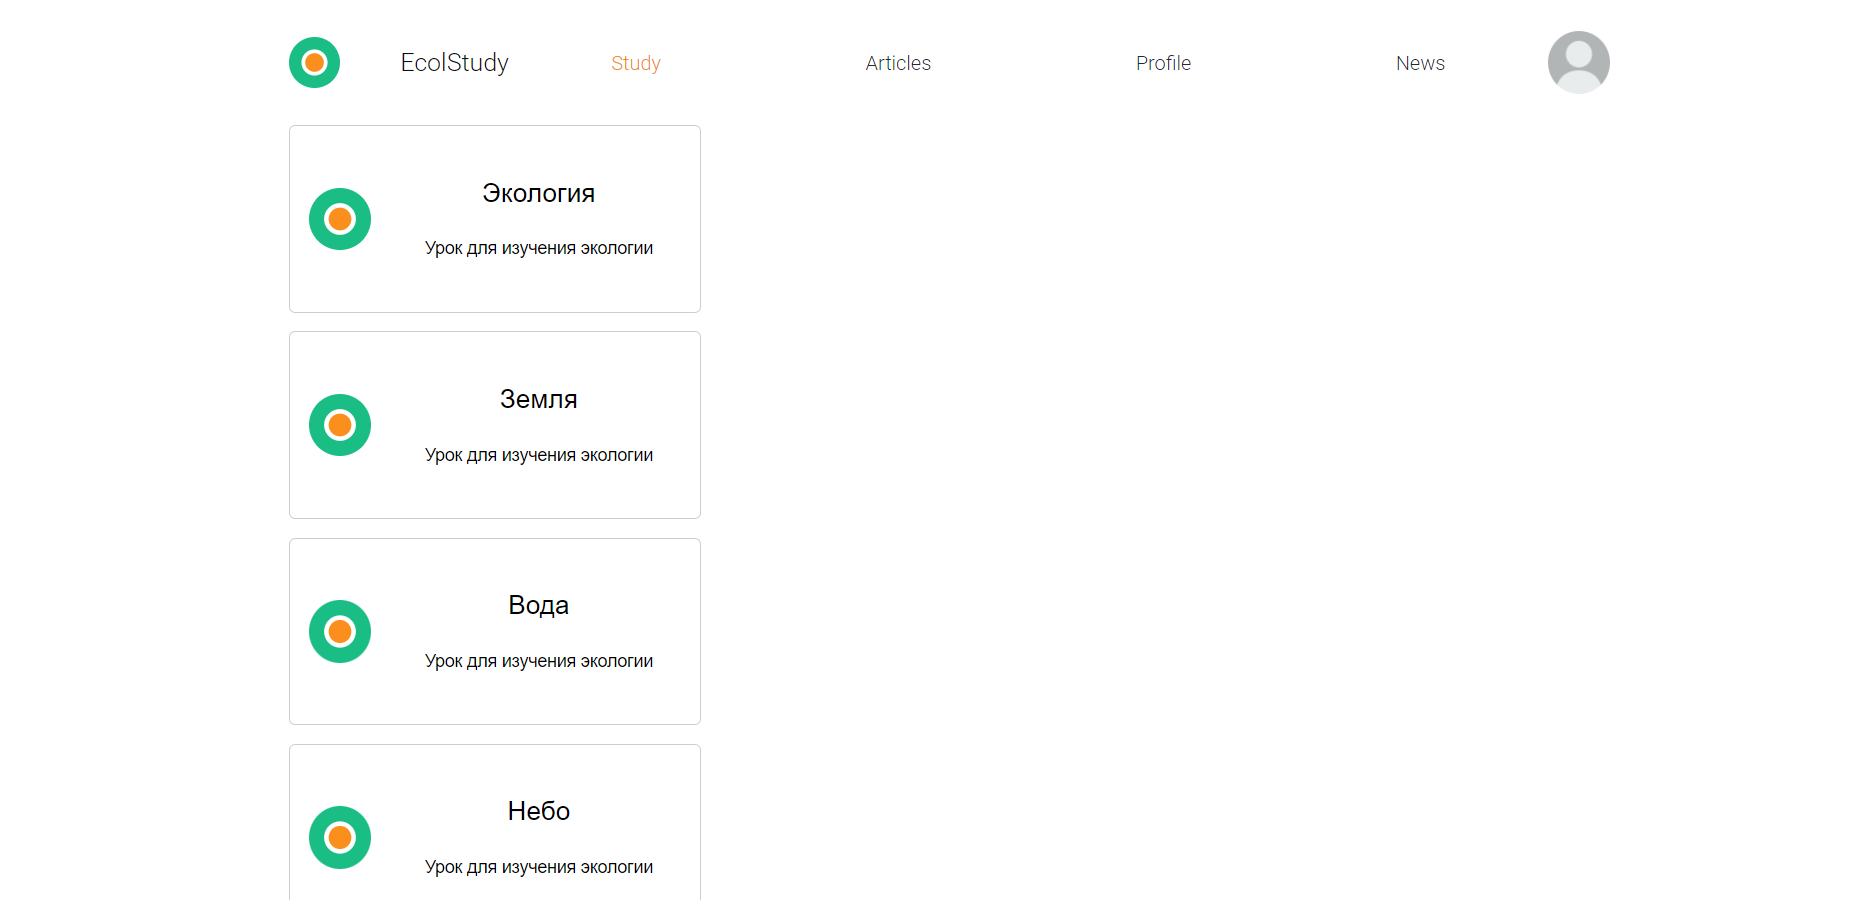 EcolStudy
Study
Articles
Profile
News
Экология
Урок для изучения экологии
Земля
Урок для изучения экологии
Вода
Урок для изучения экологии
Небо
Урок для изучения экологии